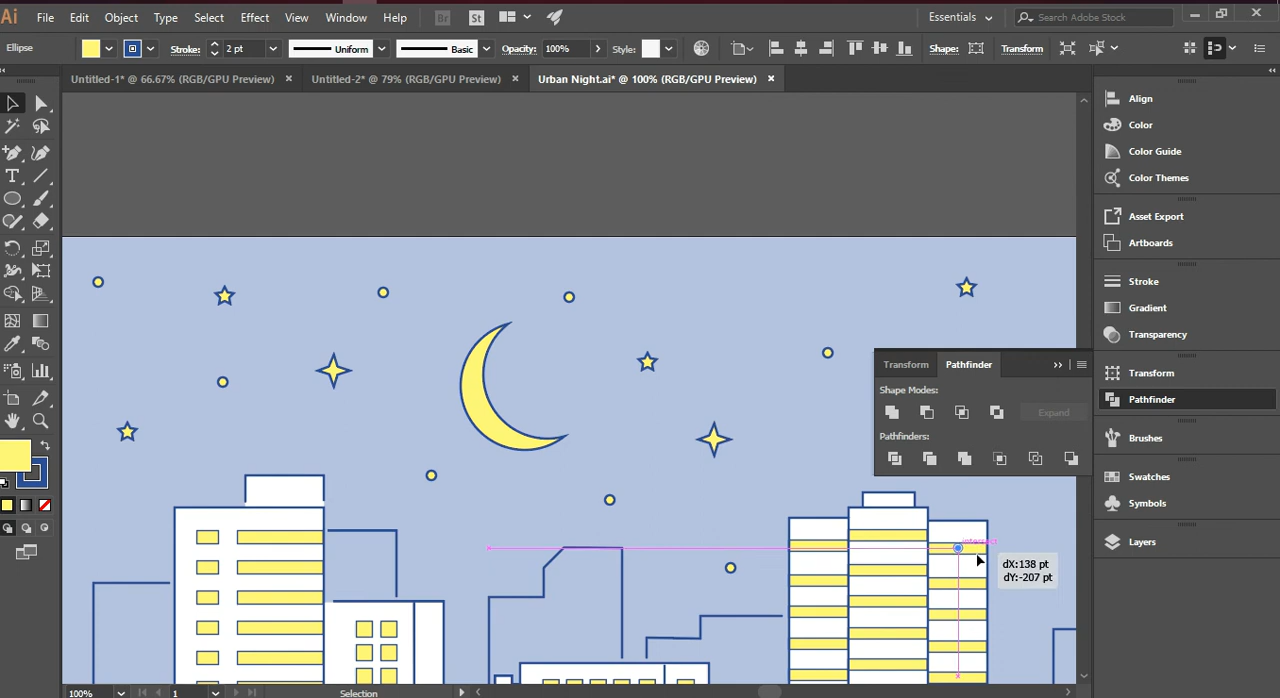 Ai File Edit Object Type Select Effect View Window Help Br St Essentials Search Adobe Stock
Ellipse Stroke: 2 pt Uniform Basic Opacity: 100% Style: Shape: Transform
Untitled-1* @ 66.67% (RGB/GPU Preview) Untitled-2* @ 79% (RGB/GPU Preview) Urban Night.ai* @ 100% (RGB/GPU Preview)
Align
Color
Color Guide
Color Themes
Asset Export
Artboards
Stroke
Gradient
Transparency
Transform
Pathfinder
Brushes
Swatches
Symbols
Layers
Transform Pathfinder
Shape Modes:
Expand
Pathfinders:
intersect
dX:138 pt
dY:-207 pt
T
100% 1 Selection